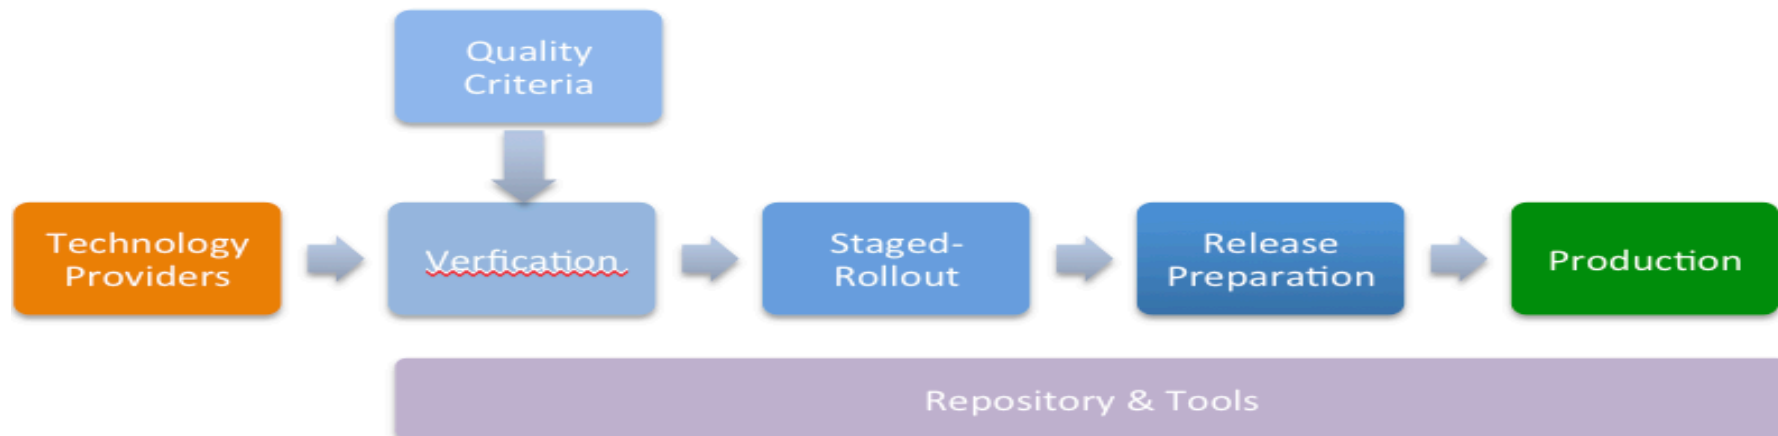 Quality
Criteria
Technology
Providers
Verfication
Staged-
Rollout
Release
Preparation
Production
Repository & Tools